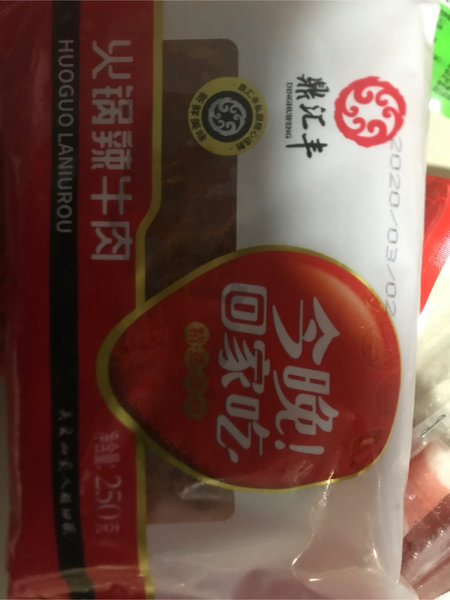 鼎汇丰
DINGHUIFENG
2020/03/02
火锅辣牛肉
HUOGUO LANIUROU
今晚!
回家吃
净含量:250克